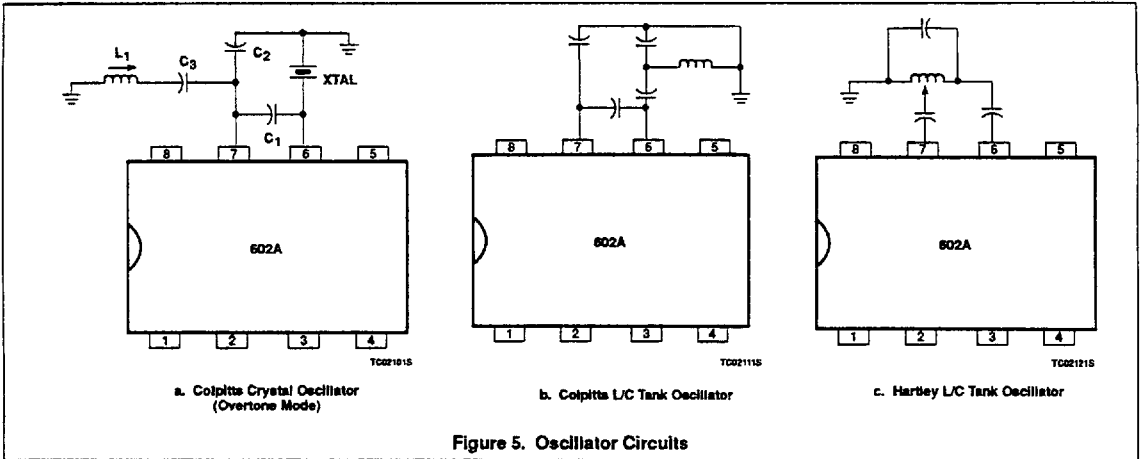 L1
C3
C2
XTAL
C1
8 7 6 5
602A
1 2 3 4
TC02101S
a. Colpitts Crystal Oscillator
(Overtone Mode)
8 7 6 5
602A
1 2 3 4
TC02111S
b. Colpitts L/C Tank Oscillator
8 7 6 5
602A
1 2 3 4
TC02121S
c. Hartley L/C Tank Oscillator
Figure 5. Oscillator Circuits